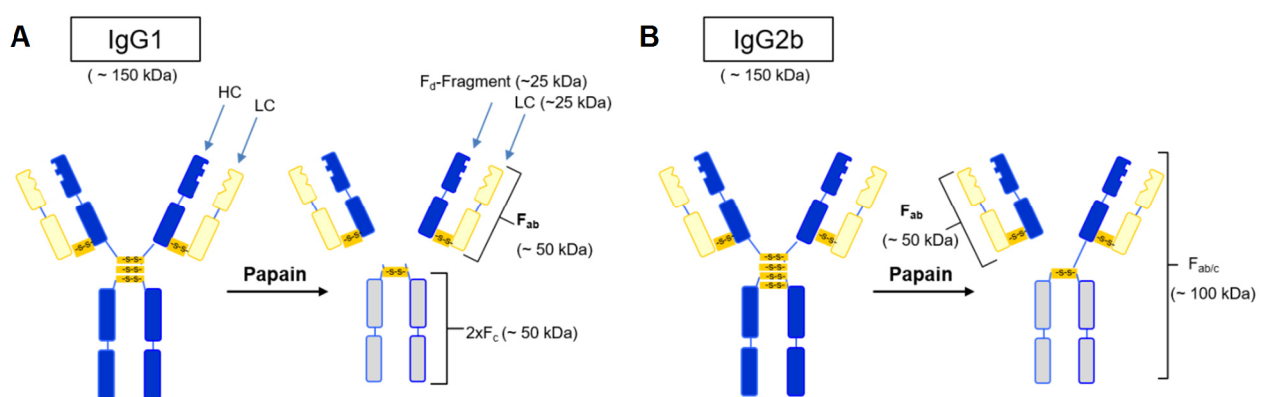 A
IgG1
( ~ 150 kDa)
HC
LC
-S-S-
-S-S-
-S-S-
-S-S-
-S-S-
Papain
Fd-Fragment (~25 kDa)
LC (~25 kDa)
-S-S-
-S-S-
Fab
(~ 50 kDa)
-S-S-
2xFc (~ 50 kDa)
B
IgG2b
( ~ 150 kDa)
-S-S-
-S-S-
-S-S-
-S-S-
-S-S-
-S-S-
Papain
Fab
(~ 50 kDa)
-S-S-
-S-S-
-S-S-
Fab/c
(~ 100 kDa)